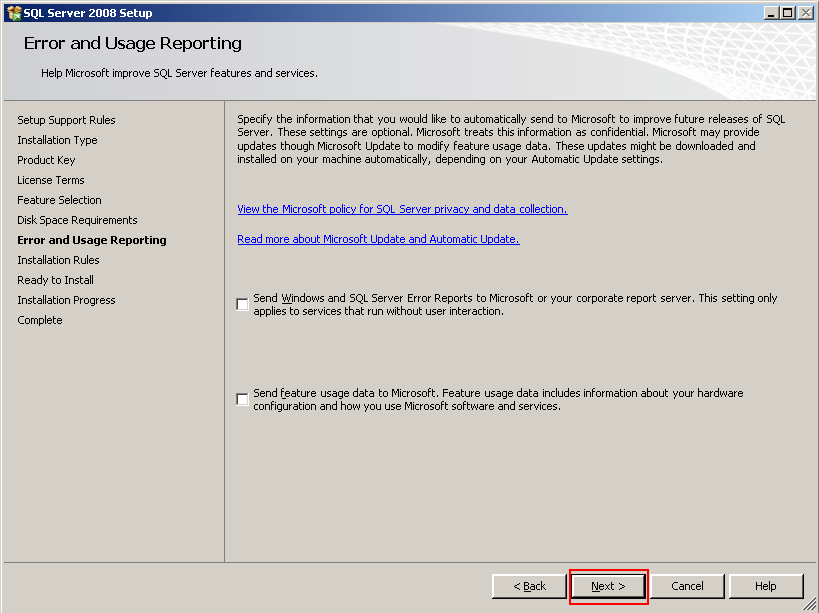 SQL Server 2008 Setup
Error and Usage Reporting
Help Microsoft improve SQL Server features and services.
Setup Support Rules
Installation Type
Product Key
License Terms
Feature Selection
Disk Space Requirements
Error and Usage Reporting
Installation Rules
Ready to Install
Installation Progress
Complete
Specify the information that you would like to automatically send to Microsoft to improve future releases of SQL
Server. These settings are optional. Microsoft treats this information as confidential. Microsoft may provide
updates though Microsoft Update to modify feature usage data. These updates might be downloaded and
installed on your machine automatically, depending on your Automatic Update settings.
View the Microsoft policy for SQL Server privacy and data collection.
Read more about Microsoft Update and Automatic Update.
Send Windows and SQL Server Error Reports to Microsoft or your corporate report server. This setting only
applies to services that run without user interaction.
Send feature usage data to Microsoft. Feature usage data includes information about your hardware
configuration and how you use Microsoft software and services.
< Back
Next >
Cancel
Help